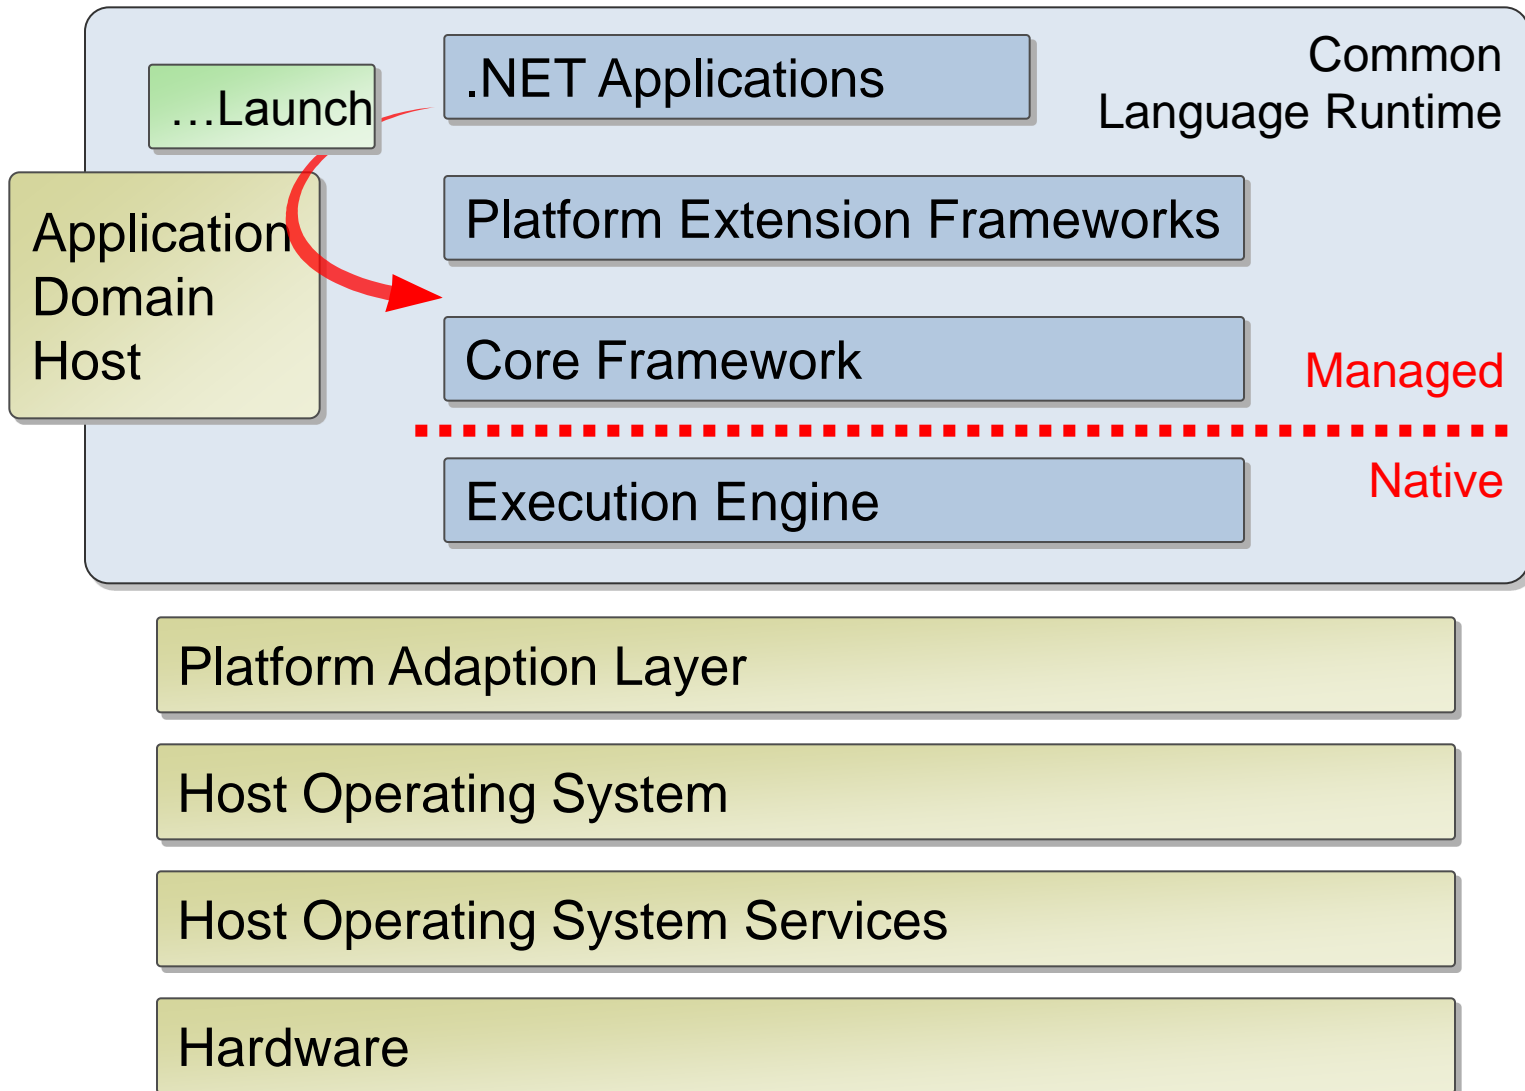 .NET Applications
Common
Language Runtime
…Launch
Application
Domain
Host
Platform Extension Frameworks
Core Framework
Managed
Native
Execution Engine
Platform Adaption Layer
Host Operating System
Host Operating System Services
Hardware